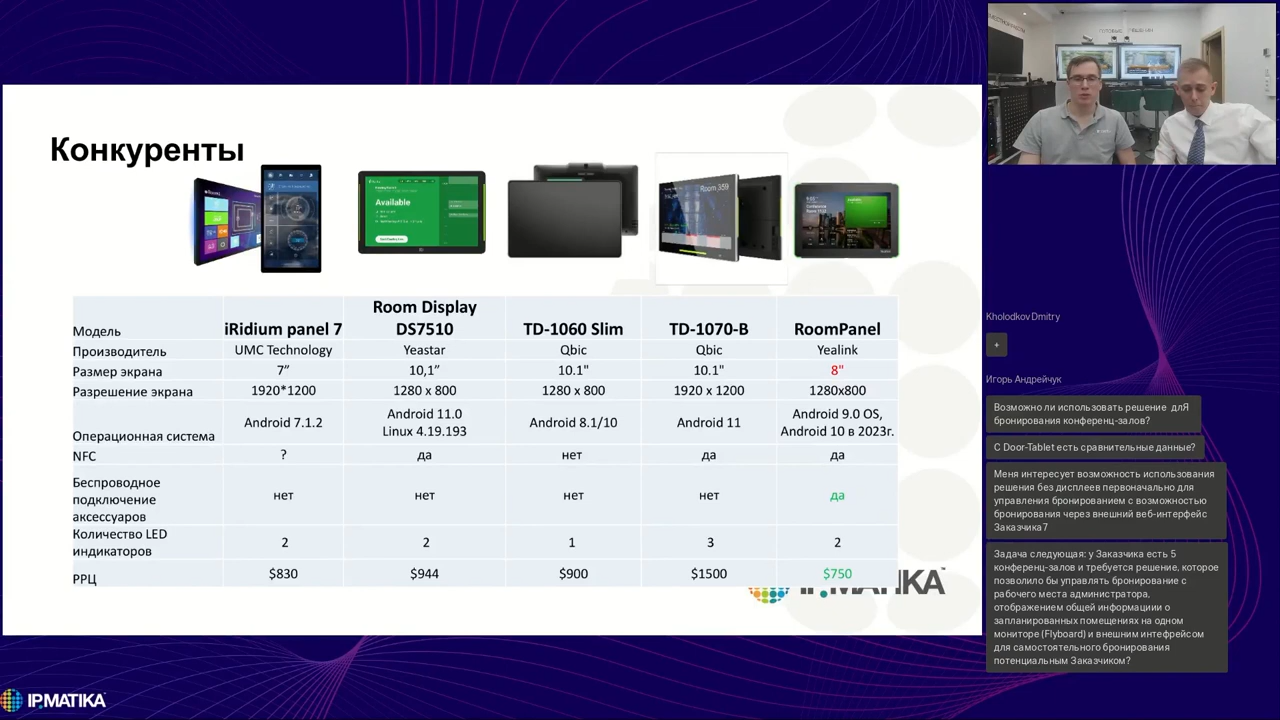 Конкуренты
Available
Room 359
Модель
iRidium panel 7
Room Display
DS7510
TD-1060 Slim
TD-1070-B
RoomPanel
Производитель
UMC Technology
Yeastar
Qbic
Qbic
Yealink
Размер экрана
7”
10,1”
10.1"
10.1"
8"
Разрешение экрана
1920*1200
1280 x 800
1280 x 800
1920 x 1200
1280x800
Операционная система
Android 7.1.2
Android 11.0
Linux 4.19.193
Android 8.1/10
Android 11
Android 9.0 OS,
Android 10 в 2023г.
NFC
?
да
нет
да
да
Беспроводное
подключение
аксессуаров
нет
нет
нет
нет
да
Количество LED
индикаторов
2
2
1
3
2
РРЦ
$830
$944
$900
$1500
$750
IP.MATIKA™
IP.MATIKA
Kholodkov Dmitry
+
Игорь Андрейчук
Возможно ли использовать решение длЯ
бронирования конференц-залов?
С Door-Tablet есть сравнительные данные?
Меня интересует возможность использования
решения без дисплеев первоначально для
управления бронированием с возможностью
бронирования через внешний веб-интерфейс
Заказчика7
Задача следующая: у Заказчика есть 5
конференц-залов и требуется решение, которое
позволило бы управлять бронирование с
рабочего места администратора,
отображением общей информациии о
запланированных помещениях на одном
мониторе (Flyboard) и внешним интефрейсом
для самостоятельного бронирования
потенциальным Заказчиком?